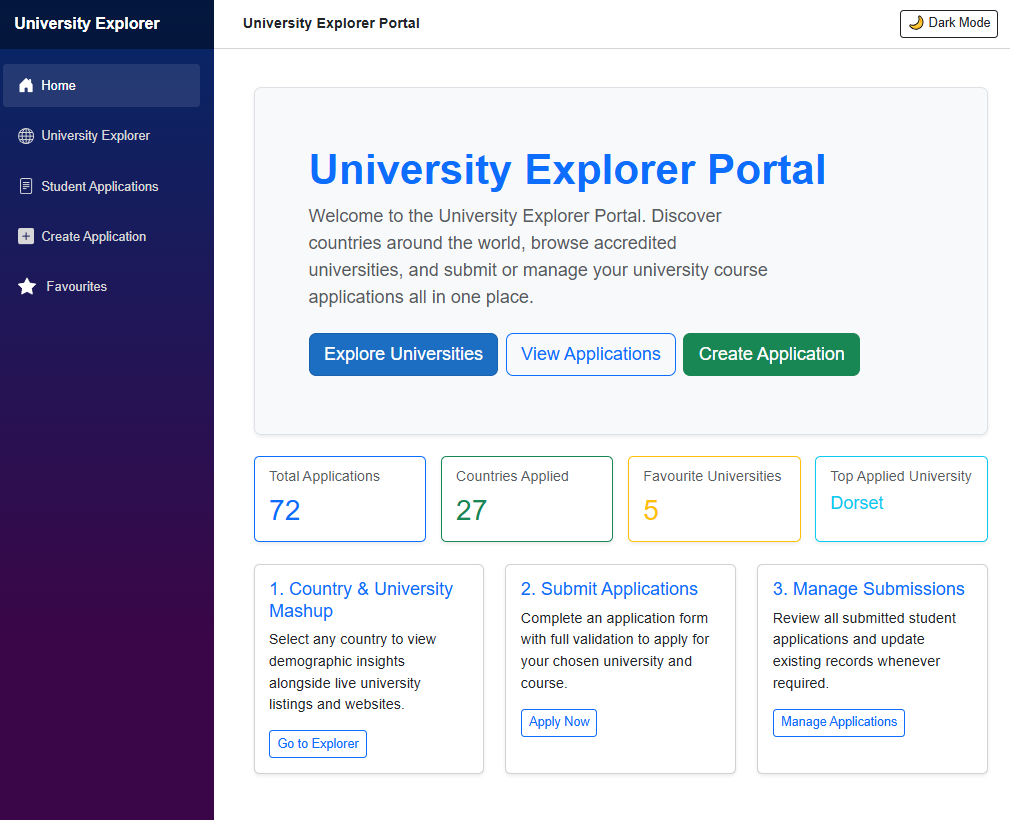 University Explorer
University Explorer Portal
Dark Mode
Home
University Explorer
Student Applications
Create Application
Favourites
University Explorer Portal
Welcome to the University Explorer Portal. Discover
countries around the world, browse accredited
universities, and submit or manage your university course
applications all in one place.
Explore Universities
View Applications
Create Application
Total Applications
72
Countries Applied
27
Favourite Universities
5
Top Applied University
Dorset
1. Country & University
Mashup
Select any country to view
demographic insights
alongside live university
listings and websites.
Go to Explorer
2. Submit Applications
Complete an application form
with full validation to apply for
your chosen university and
course.
Apply Now
3. Manage Submissions
Review all submitted student
applications and update
existing records whenever
required.
Manage Applications